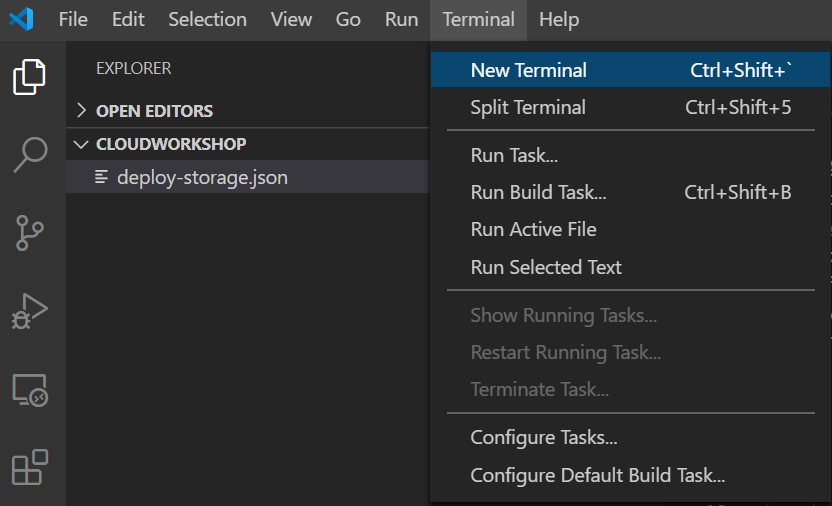 File Edit Selection View Go Run Terminal Help
EXPLORER
OPEN EDITORS
CLOUDWORKSHOP
deploy-storage.json
New Terminal Ctrl+Shift+`
Split Terminal Ctrl+Shift+5
Run Task...
Run Build Task... Ctrl+Shift+B
Run Active File
Run Selected Text
Show Running Tasks...
Restart Running Task...
Terminate Task...
Configure Tasks...
Configure Default Build Task...